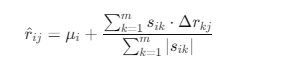 $\hat{r}_{ij} = \mu_i + \frac{\sum_{k=1}^{m} s_{ik} \cdot \Delta r_{kj}}{\sum_{k=1}^{m} |s_{ik}|}$